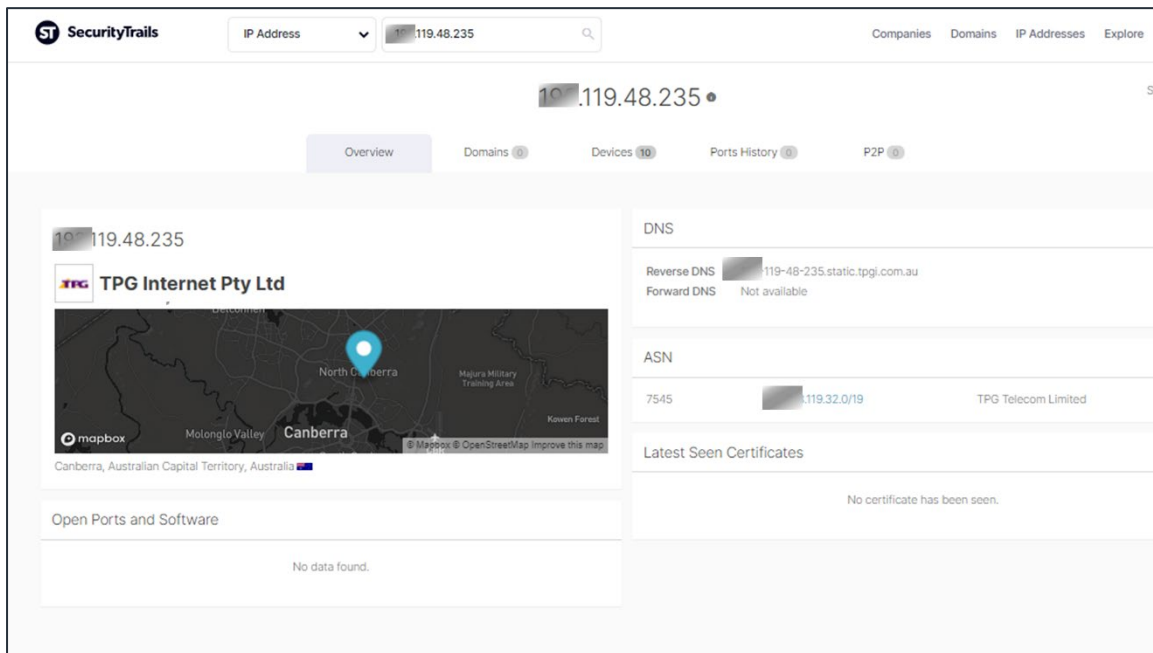 ST SecurityTrails IP Address .119.48.235 Companies Domains IP Addresses Explore
.119.48.235
S
Overview Domains 0 Devices 10 Ports History 0 P2P 0
119.48.235
TPG TPG Internet Pty Ltd
Belconnen
North Canberra
Majura Military
Training Area
Kowen Forest
Molonglo Valley
Canberra
mapbox
© Mapbox © OpenStreetMap Improve this map
Canberra, Australian Capital Territory, Australia
Open Ports and Software
No data found.
DNS
Reverse DNS -119-48-235.static.tpgi.com.au
Forward DNS Not available
ASN
7545 .119.32.0/19 TPG Telecom Limited
Latest Seen Certificates
No certificate has been seen.